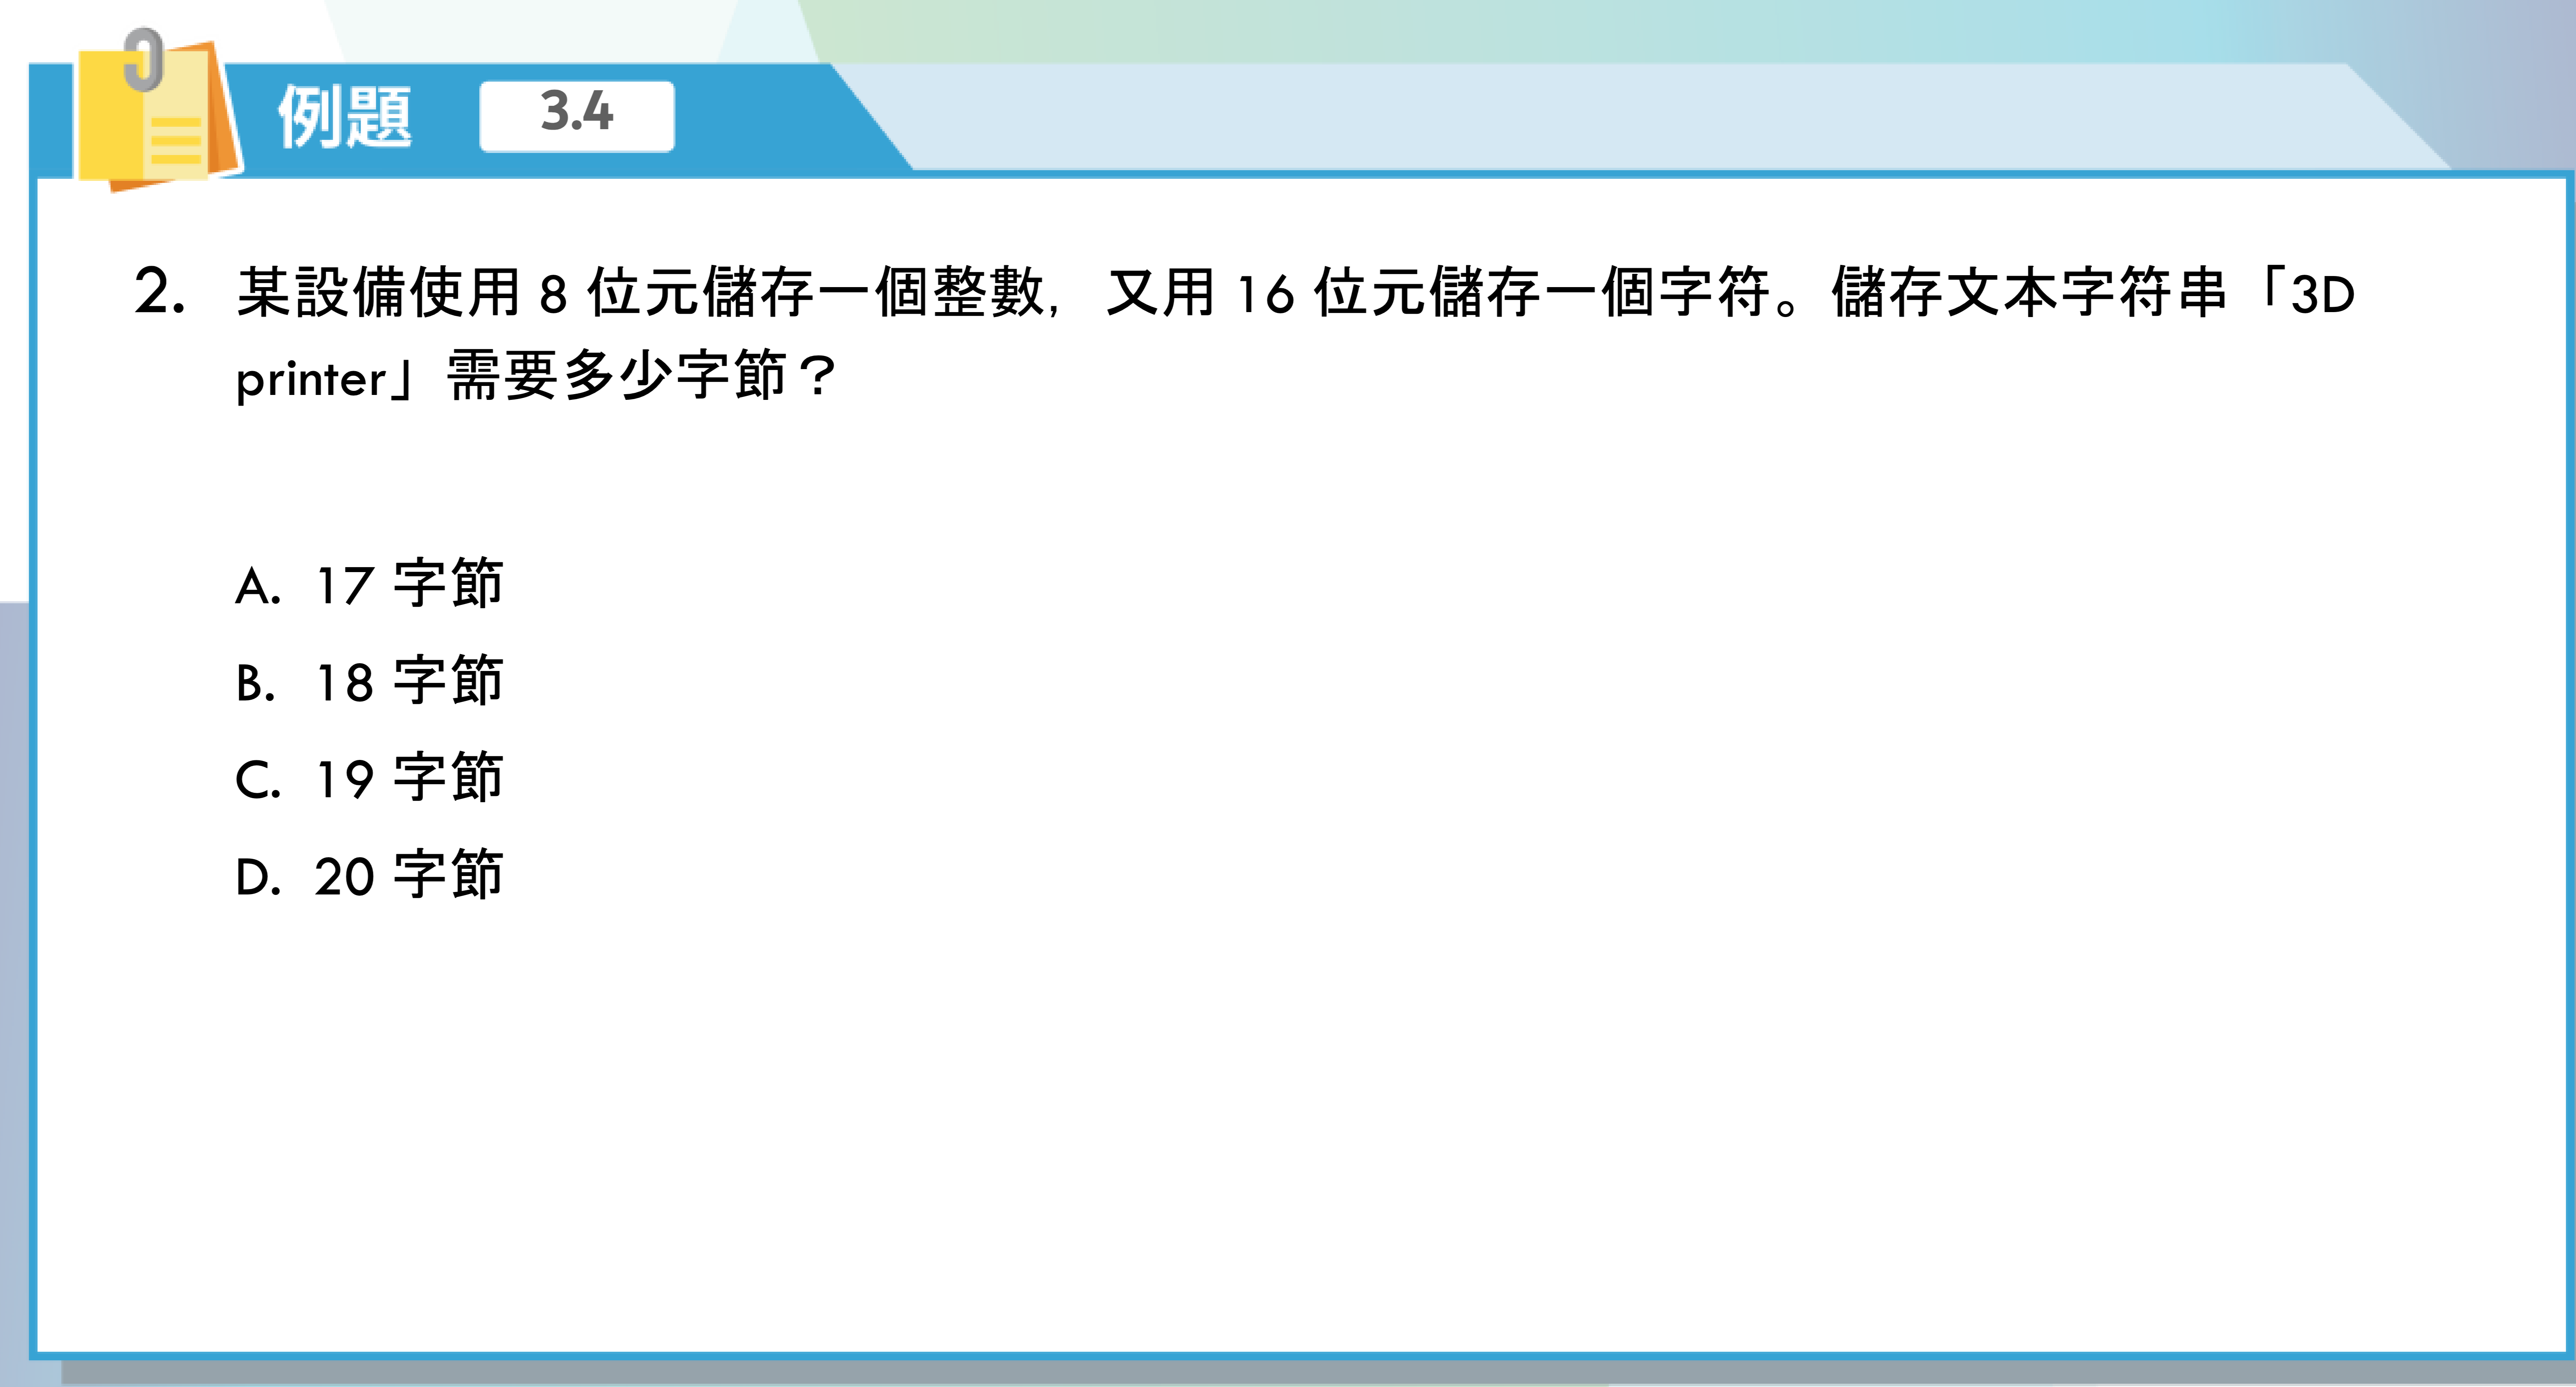 例題 3.4
2. 某設備使用 8 位元儲存一個整數，又用 16 位元儲存一個字符。儲存文本字符串「3D
printer」需要多少字節？
A. 17 字節
B. 18 字節
C. 19 字節
D. 20 字節